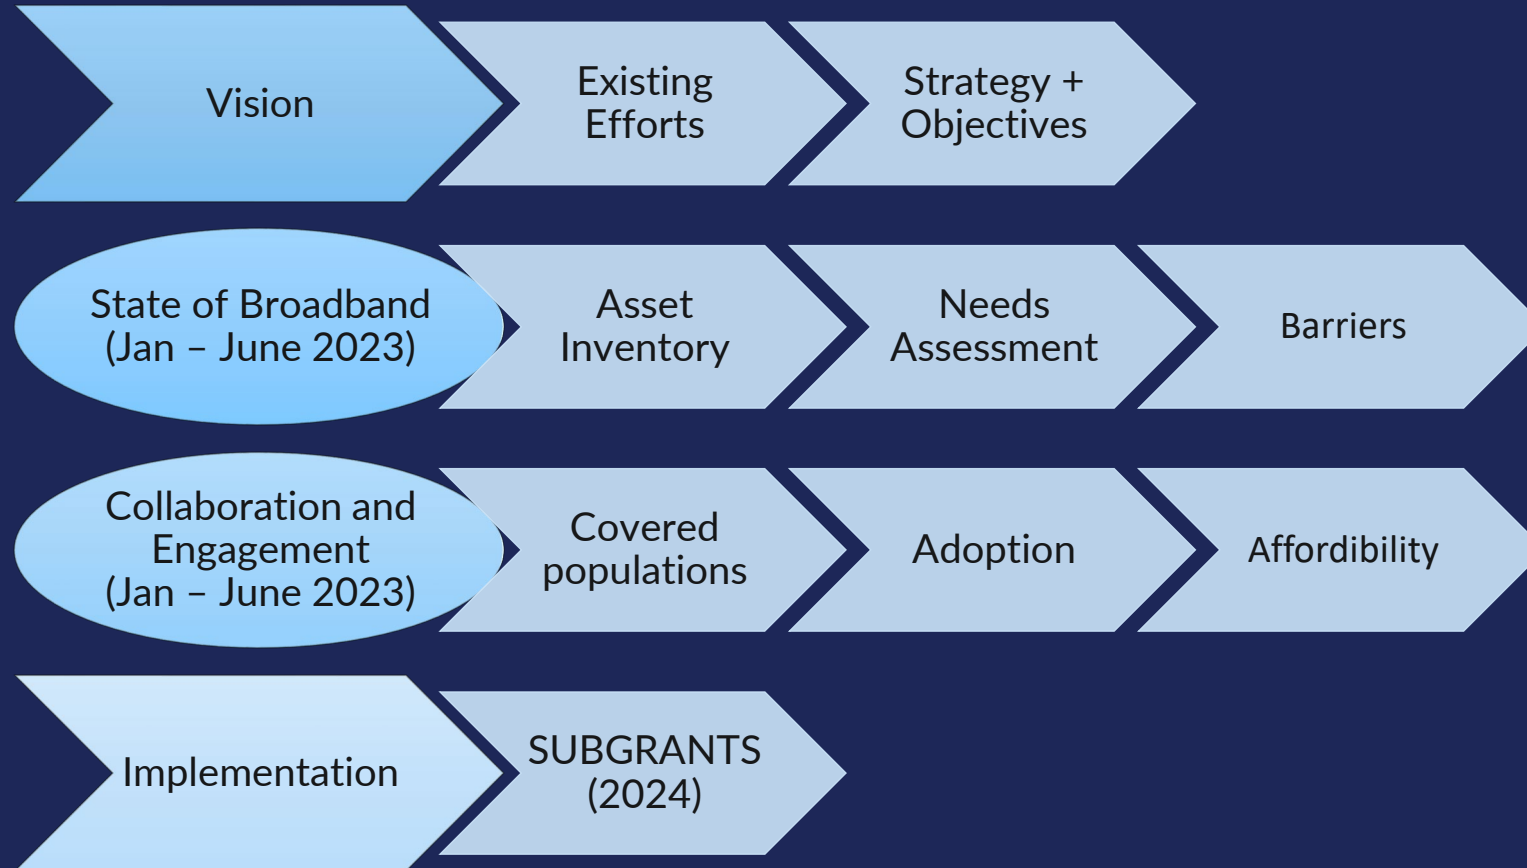 Vision
Existing
Efforts
Strategy +
Objectives
State of Broadband
(Jan – June 2023)
Asset
Inventory
Needs
Assessment
Barriers
Collaboration and
Engagement
(Jan – June 2023)
Covered
populations
Adoption
Affordibility
Implementation
SUBGRANTS
(2024)